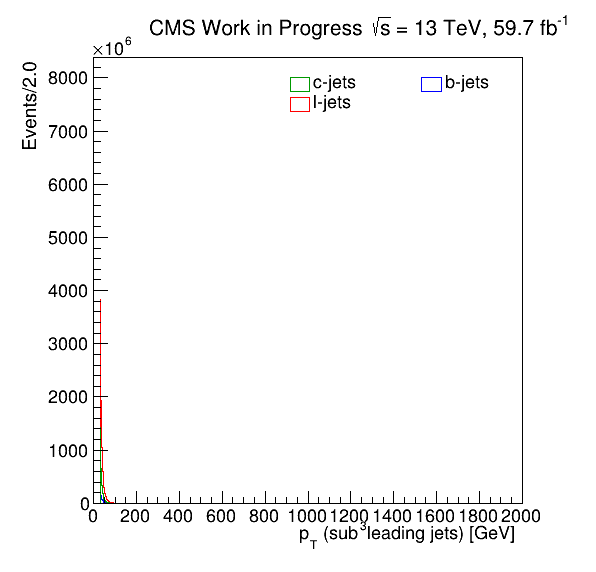 CMS Work in Progress √s = 13 TeV, 59.7 fb⁻¹
×10⁶
Events/2.0
c-jets
b-jets
l-jets
8000
7000
6000
5000
4000
3000
2000
1000
0
0 200 400 600 800 1000 1200 1400 1600 1800 2000
p_T (sub³leading jets) [GeV]